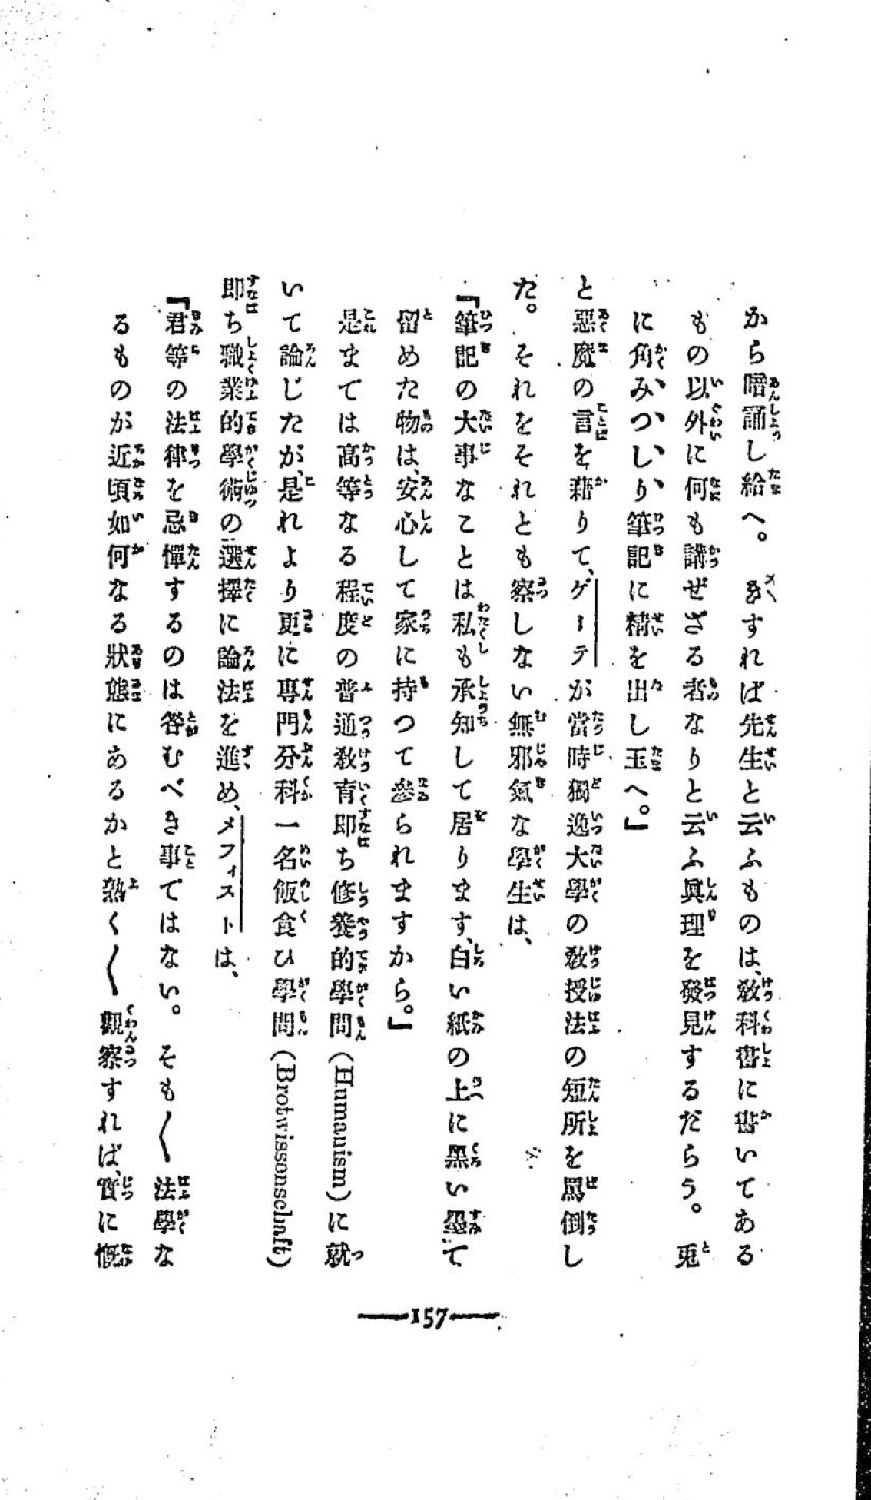 から暗誦し給へ。きすれば先生と云ふものは、敎科書に書いてある
もの以外に何も講ぜざる者なりと云ふ眞理を發見するだらう。兎
に角みつしり筆記に精を出し玉へ。』
と惡魔の言を藉りて、ゲーテが當時獨逸大學の敎授法の短所を罵倒し
た。それをそれとも察しない無邪氣な學生は、
『筆記の大事なことは私も承知して居ります、白い紙の上に黑い墨で
留めた物は、安心して家に持つて參られますから。』
是までは高等なる程度の普通敎育卽ち修養的學問(Humanism)に就
いて論じたが、是れより更に專門分科一名飯食ひ學問(Brotwissenschaft)
卽ち職業的學術の選擇に論法を進め、メフィストは、
『君等の法律を忌憚するのは咎むべき事ではない。そも〱法學な
るものが近頃如何なる狀態にあるかと熟く〱觀察すれば、實に慨
157